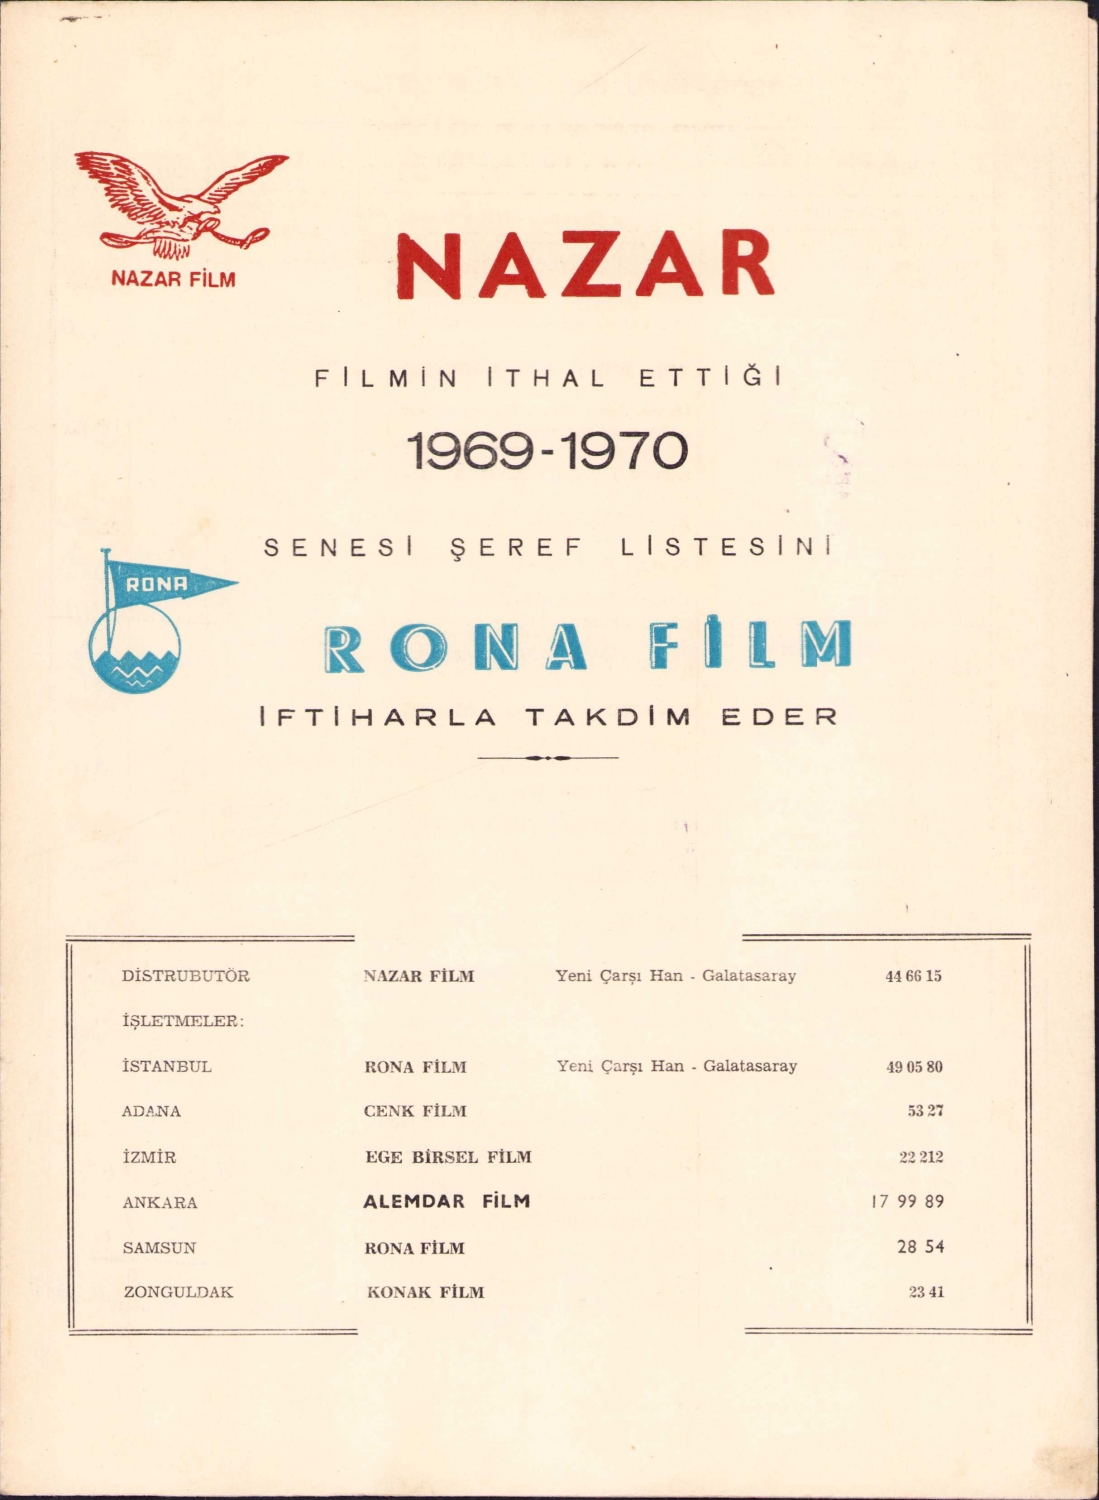 NAZAR FİLM
NAZAR
FİLMİN İTHAL ETTİĞİ
1969-1970
SENESİ ŞEREF LİSTESİNİ
RONA
RONA FİLM
İFTİHARLA TAKDİM EDER
DİSTRUBUTÖR NAZAR FİLM Yeni Çarşı Han - Galatasaray 44 66 15
İŞLETMELER:
İSTANBUL RONA FİLM Yeni Çarşı Han - Galatasaray 49 05 80
ADANA CENK FİLM 53 27
İZMİR EGE BİRSEL FİLM 22 212
ANKARA ALEMDAR FİLM 17 99 89
SAMSUN RONA FİLM 28 54
ZONGULDAK KONAK FİLM 23 41